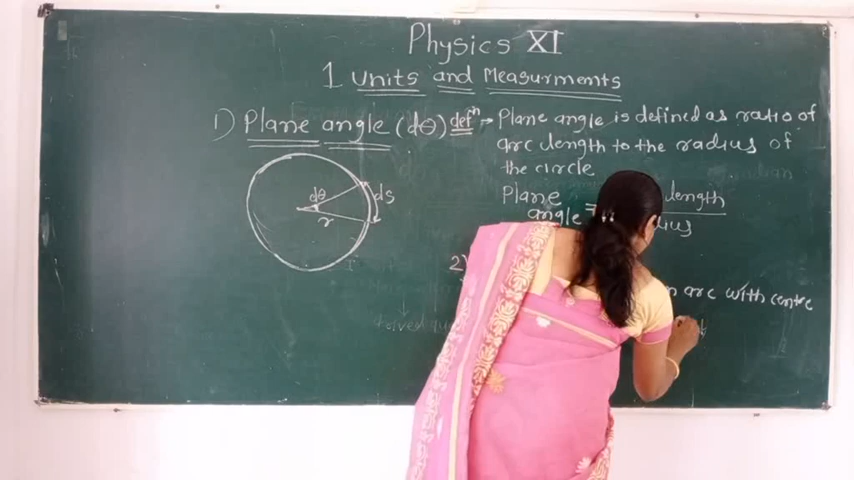 Physics XI
1 Units and Measurments
1) Plane angle (dθ) defⁿ → Plane angle is defined as ratio of
arc length to the radius of
the circle
dθ
ds
r
Plane angle = length
ius
2)
arc with centre